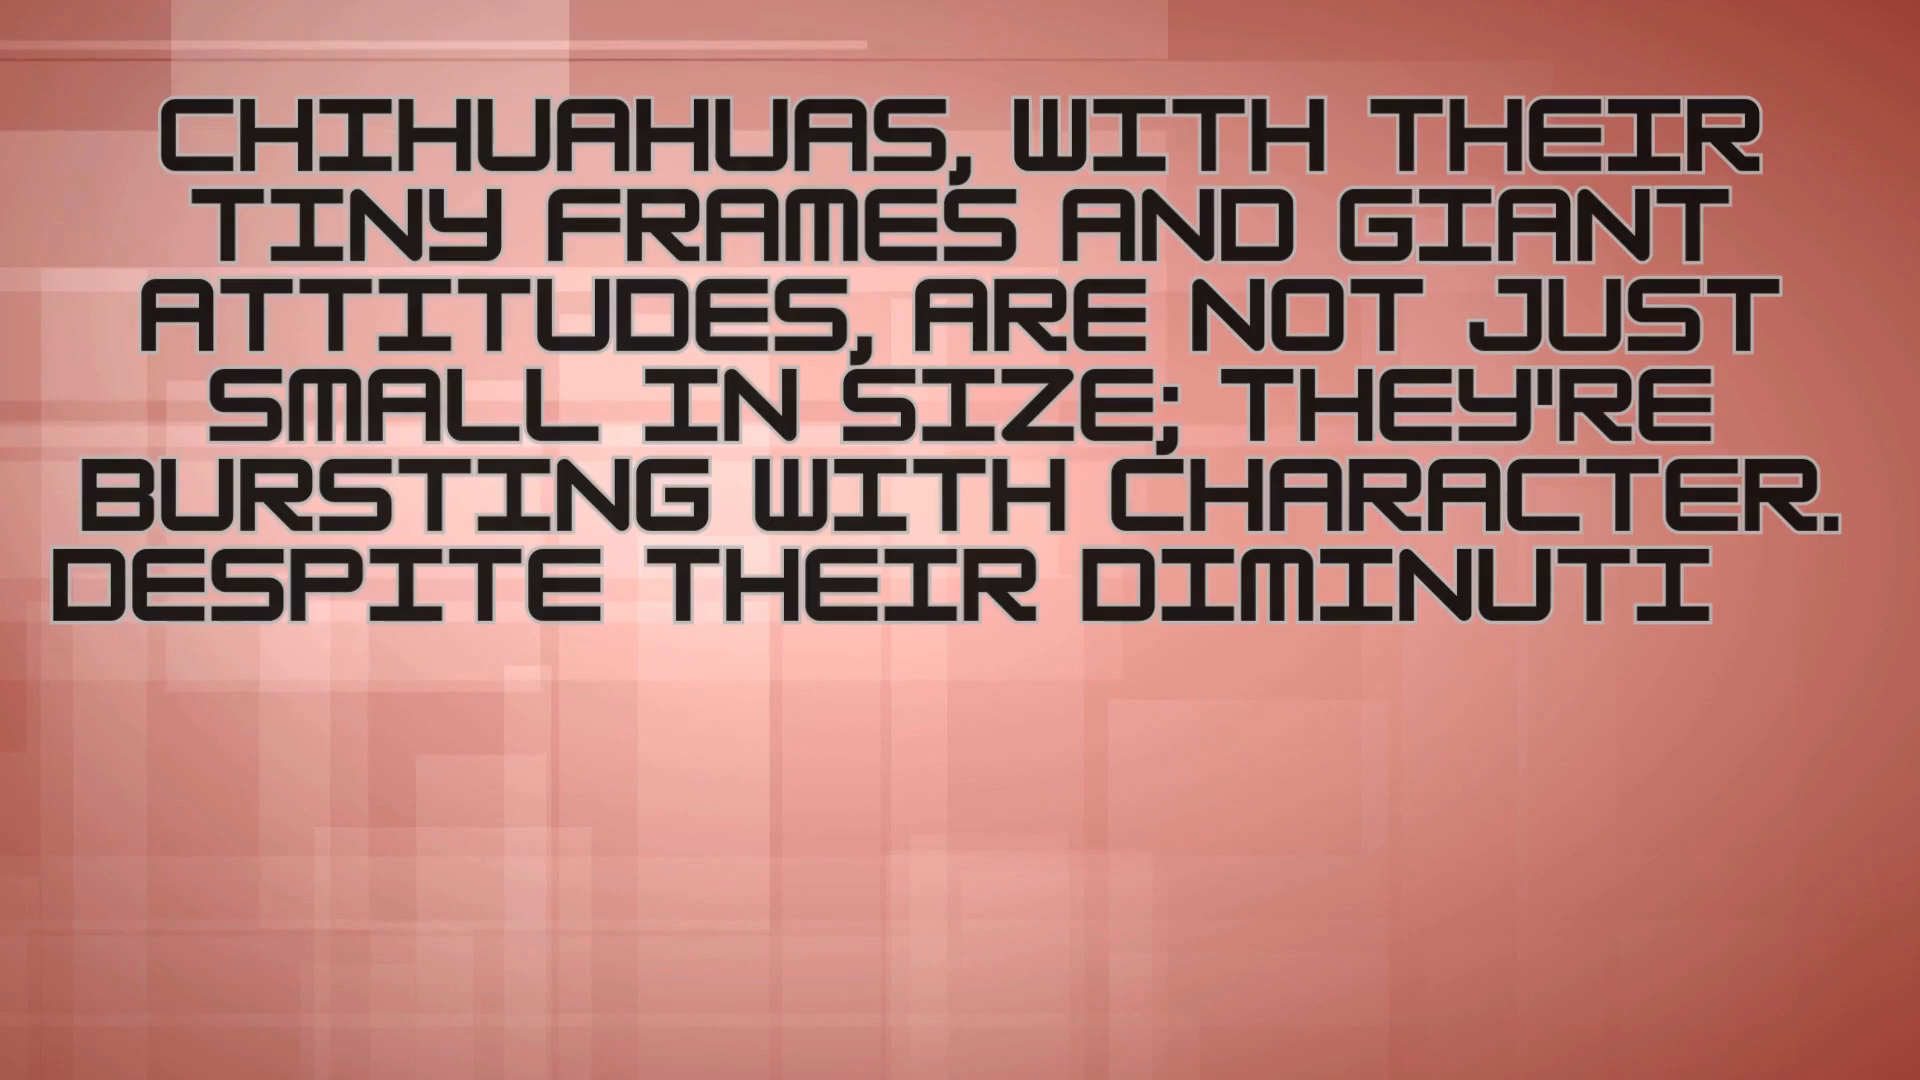 CHIHUAHUAS, WITH THEIR
TINY FRAMES AND GIANT
ATTITUDES, ARE NOT JUST
SMALL IN SIZE; THEY'RE
BURSTING WITH CHARACTER.
DESPITE THEIR DIMINUTI